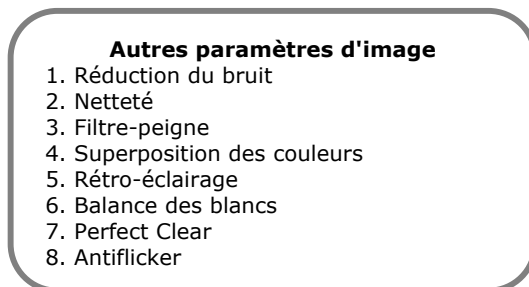 Autres paramètres d'image
1. Réduction du bruit
2. Netteté
3. Filtre-peigne
4. Superposition des couleurs
5. Rétro-éclairage
6. Balance des blancs
7. Perfect Clear
8. Antiflicker